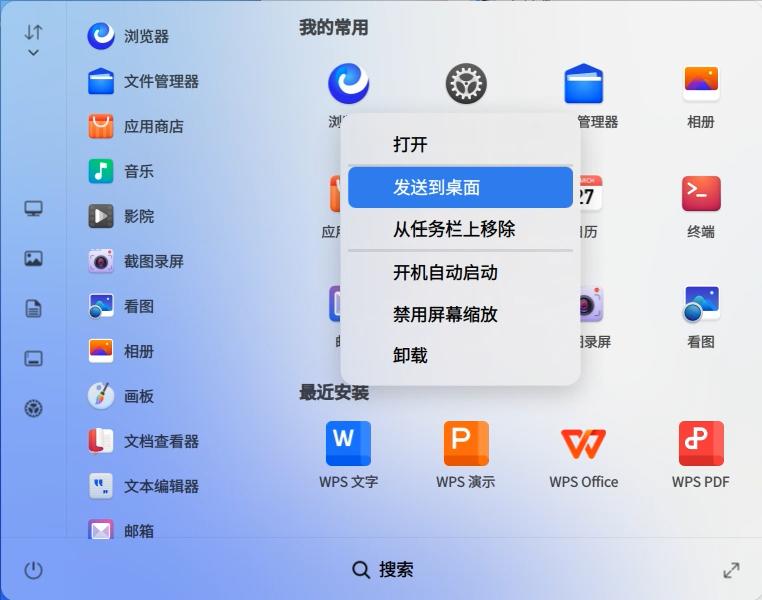 浏览器
文件管理器
应用商店
音乐
影院
截图录屏
看图
相册
画板
文档查看器
文本编辑器
邮箱
我的常用
浏
管理器
相册
打开
发送到桌面
从任务栏上移除
开机自动启动
禁用屏幕缩放
卸载
应
27
历
终端
录屏
看图
最近安装
WPS 文字
WPS 演示
WPS Office
WPS PDF
搜索